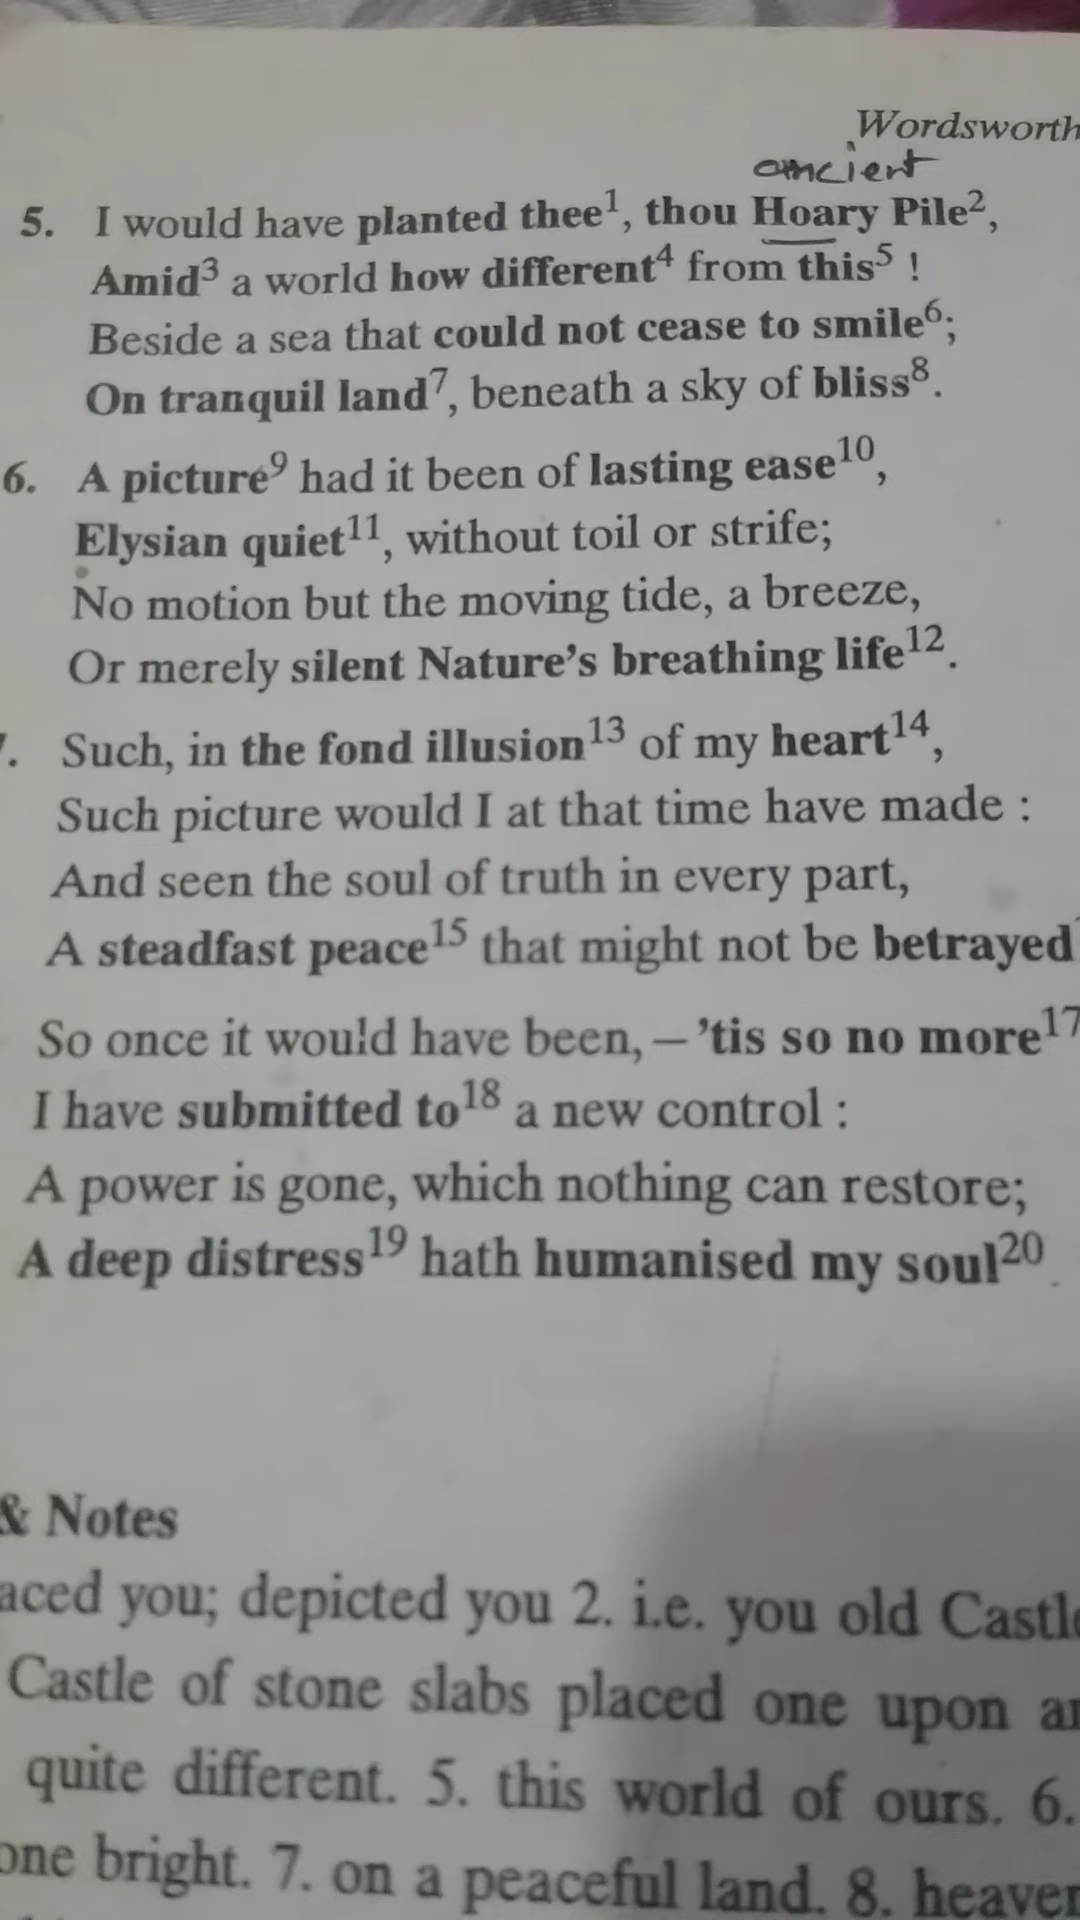 Wordsworth
ancient
5. I would have planted thee¹, thou Hoary Pile²,
Amid³ a world how different⁴ from this⁵ !
Beside a sea that could not cease to smile⁶;
On tranquil land⁷, beneath a sky of bliss⁸.
6. A picture⁹ had it been of lasting ease¹⁰,
Elysian quiet¹¹, without toil or strife;
No motion but the moving tide, a breeze,
Or merely silent Nature's breathing life¹².
. Such, in the fond illusion¹³ of my heart¹⁴,
Such picture would I at that time have made :
And seen the soul of truth in every part,
A steadfast peace¹⁵ that might not be betrayed
So once it would have been, – 'tis so no more¹⁷
I have submitted to¹⁸ a new control :
A power is gone, which nothing can restore;
A deep distress¹⁹ hath humanised my soul²⁰.
& Notes
aced you; depicted you 2. i.e. you old Castle
Castle of stone slabs placed one upon an
quite different. 5. this world of ours. 6.
one bright. 7. on a peaceful land. 8. heaven